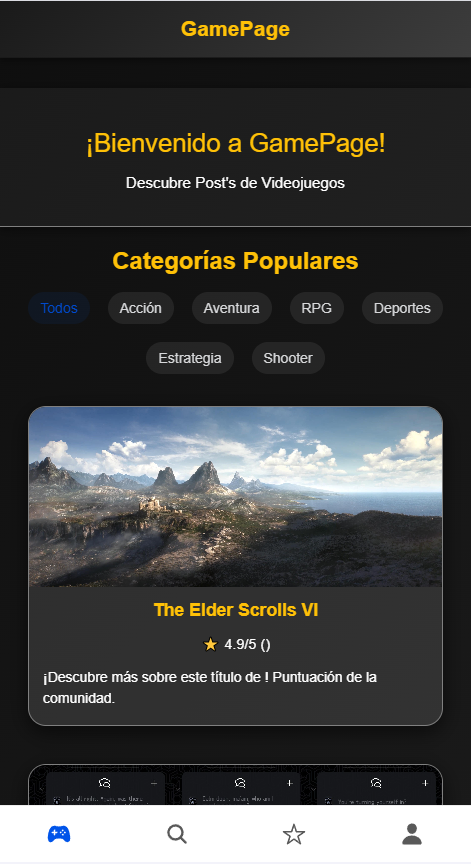 GamePage
¡Bienvenido a GamePage!
Descubre Post's de Videojuegos
Categorías Populares
Todos
Acción
Aventura
RPG
Deportes
Estrategia
Shooter
The Elder Scrolls VI
4.9/5 ()
¡Descubre más sobre este título de ! Puntuación de la
comunidad.